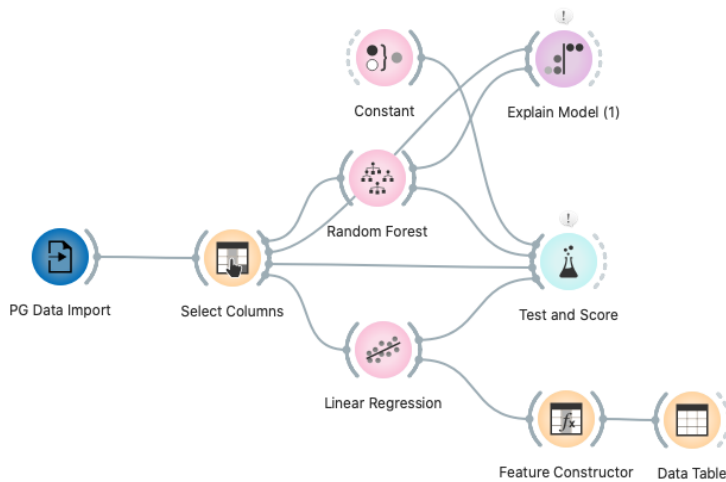 Constant
Explain Model (1)
Random Forest
PG Data Import
Select Columns
Test and Score
Linear Regression
Feature Constructor
Data Table